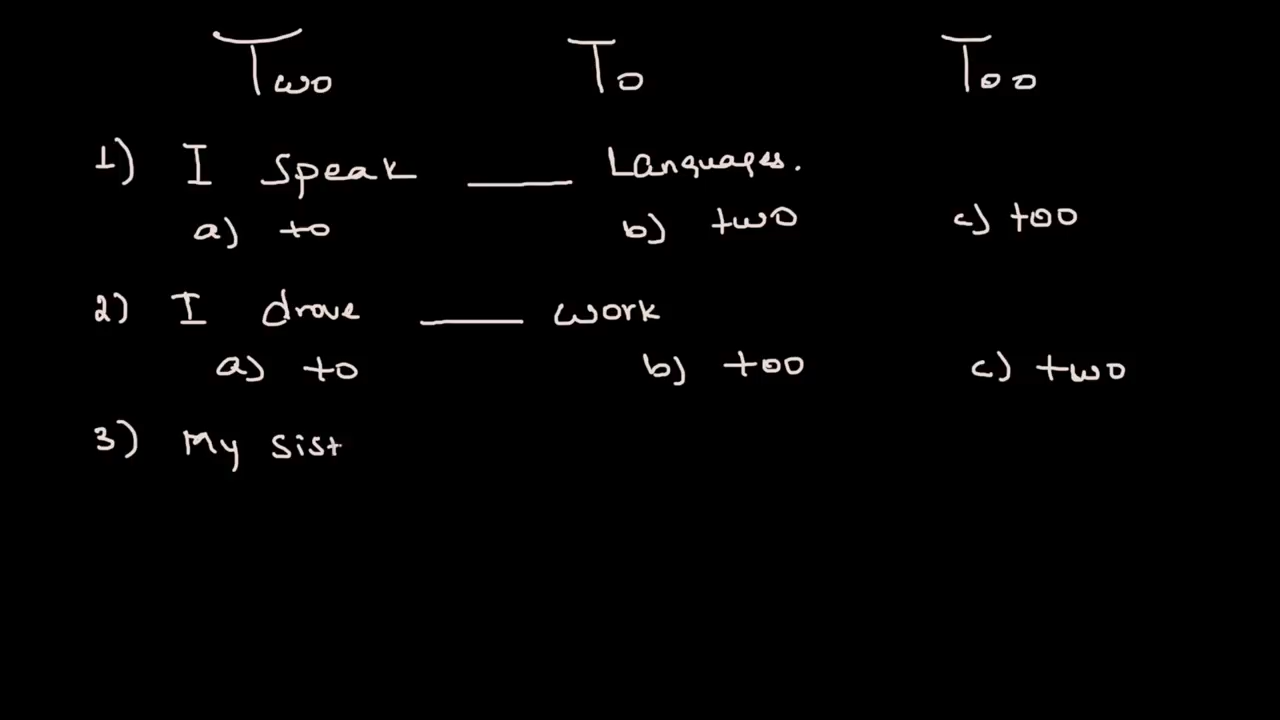 Two To Too
1) I speak ____ Languages.
a) to b) two c) too
2) I drove ____ work
a) to b) too c) two
3) My sist